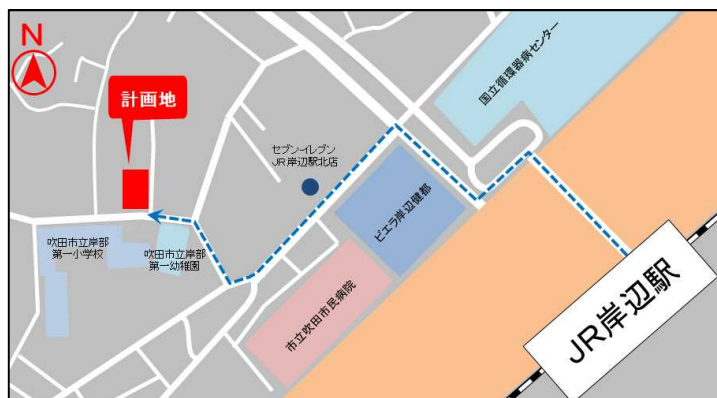 N
計画地
国立循環器病センター
セブン-イレブン
JR岸辺駅北店
ビエラ岸辺健都
吹田市立岸部
第一小学校
吹田市立岸部
第一幼稚園
市立吹田市民病院
JR岸辺駅